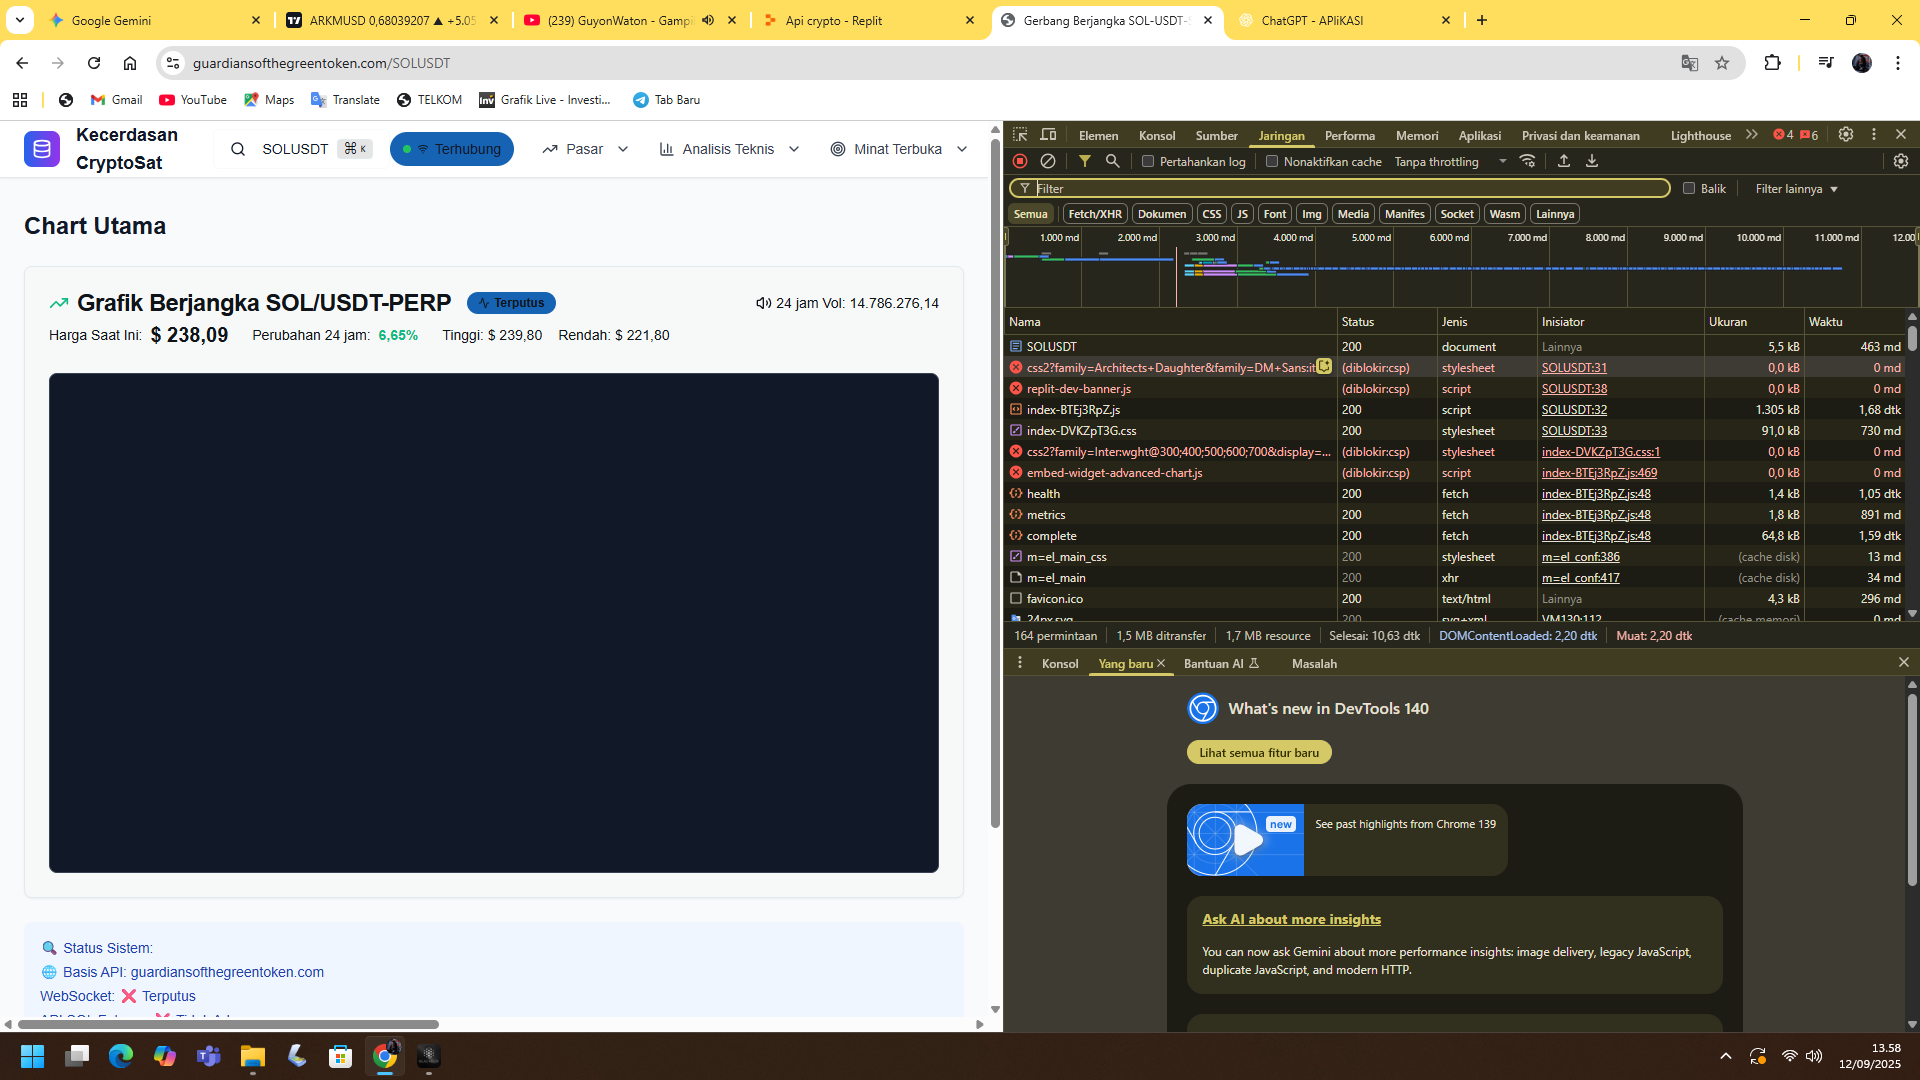 Google Gemini
ARKMUSD 0,68039207 ▲ +5.05
(239) GuyonWaton - Gampi
Api crypto - Replit
Gerbang Berjangka SOL-USDT-
ChatGPT - APliKASI
guardiansofthegreentoken.com/SOLUSDT
Gmail
YouTube
Maps
Translate
TELKOM
Grafik Live - Investi...
Tab Baru
Kecerdasan
CryptoSat
SOLUSDT
⌘ K
Terhubung
Pasar
Analisis Teknis
Minat Terbuka
Chart Utama
Grafik Berjangka SOL/USDT-PERP
Terputus
24 jam Vol: 14.786.276,14
Harga Saat Ini: $ 238,09
Perubahan 24 jam: 6,65%
Tinggi: $ 239,80
Rendah: $ 221,80
Status Sistem:
Basis API: guardiansofthegreentoken.com
WebSocket: ❌ Terputus
Elemen
Konsol
Sumber
Jaringan
Performa
Memori
Aplikasi
Privasi dan keamanan
Lighthouse
4
6
Pertahankan log
Nonaktifkan cache
Tanpa throttling
Filter
Balik
Filter lainnya
Semua
Fetch/XHR
Dokumen
CSS
JS
Font
Img
Media
Manifes
Socket
Wasm
Lainnya
1.000 md
2.000 md
3.000 md
4.000 md
5.000 md
6.000 md
7.000 md
8.000 md
9.000 md
10.000 md
11.000 md
12.00
Nama Status Jenis Inisiator Ukuran Waktu
SOLUSDT 200 document Lainnya 5,5 kB 463 md
css2?family=Architects+Daughter&family=DM+Sans:it (diblokir:csp) stylesheet SOLUSDT:31 0,0 kB 0 md
replit-dev-banner.js (diblokir:csp) script SOLUSDT:38 0,0 kB 0 md
index-BTEj3RpZ.js 200 script SOLUSDT:32 1.305 kB 1,68 dtk
index-DVKZpT3G.css 200 stylesheet SOLUSDT:33 91,0 kB 730 md
css2?family=Inter:wght@300;400;500;600;700&display=... (diblokir:csp) stylesheet index-DVKZpT3G.css:1 0,0 kB 0 md
embed-widget-advanced-chart.js (diblokir:csp) script index-BTEj3RpZ.js:469 0,0 kB 0 md
health 200 fetch index-BTEj3RpZ.js:48 1,4 kB 1,05 dtk
metrics 200 fetch index-BTEj3RpZ.js:48 1,8 kB 891 md
complete 200 fetch index-BTEj3RpZ.js:48 64,8 kB 1,59 dtk
m=el_main_css 200 stylesheet m=el_conf:386 (cache disk) 13 md
m=el_main 200 xhr m=el_conf:417 (cache disk) 34 md
favicon.ico 200 text/html Lainnya 4,3 kB 296 md
24px.svg 200 svg+xml VM130:112 (cache memori) 0 md
164 permintaan
1,5 MB ditransfer
1,7 MB resource
Selesai: 10,63 dtk
DOMContentLoaded: 2,20 dtk
Muat: 2,20 dtk
Konsol
Yang baru
Bantuan AI
Masalah
What's new in DevTools 140
Lihat semua fitur baru
new
See past highlights from Chrome 139
Ask AI about more insights
You can now ask Gemini about more performance insights: image delivery, legacy JavaScript,
duplicate JavaScript, and modern HTTP.
13.58
12/09/2025